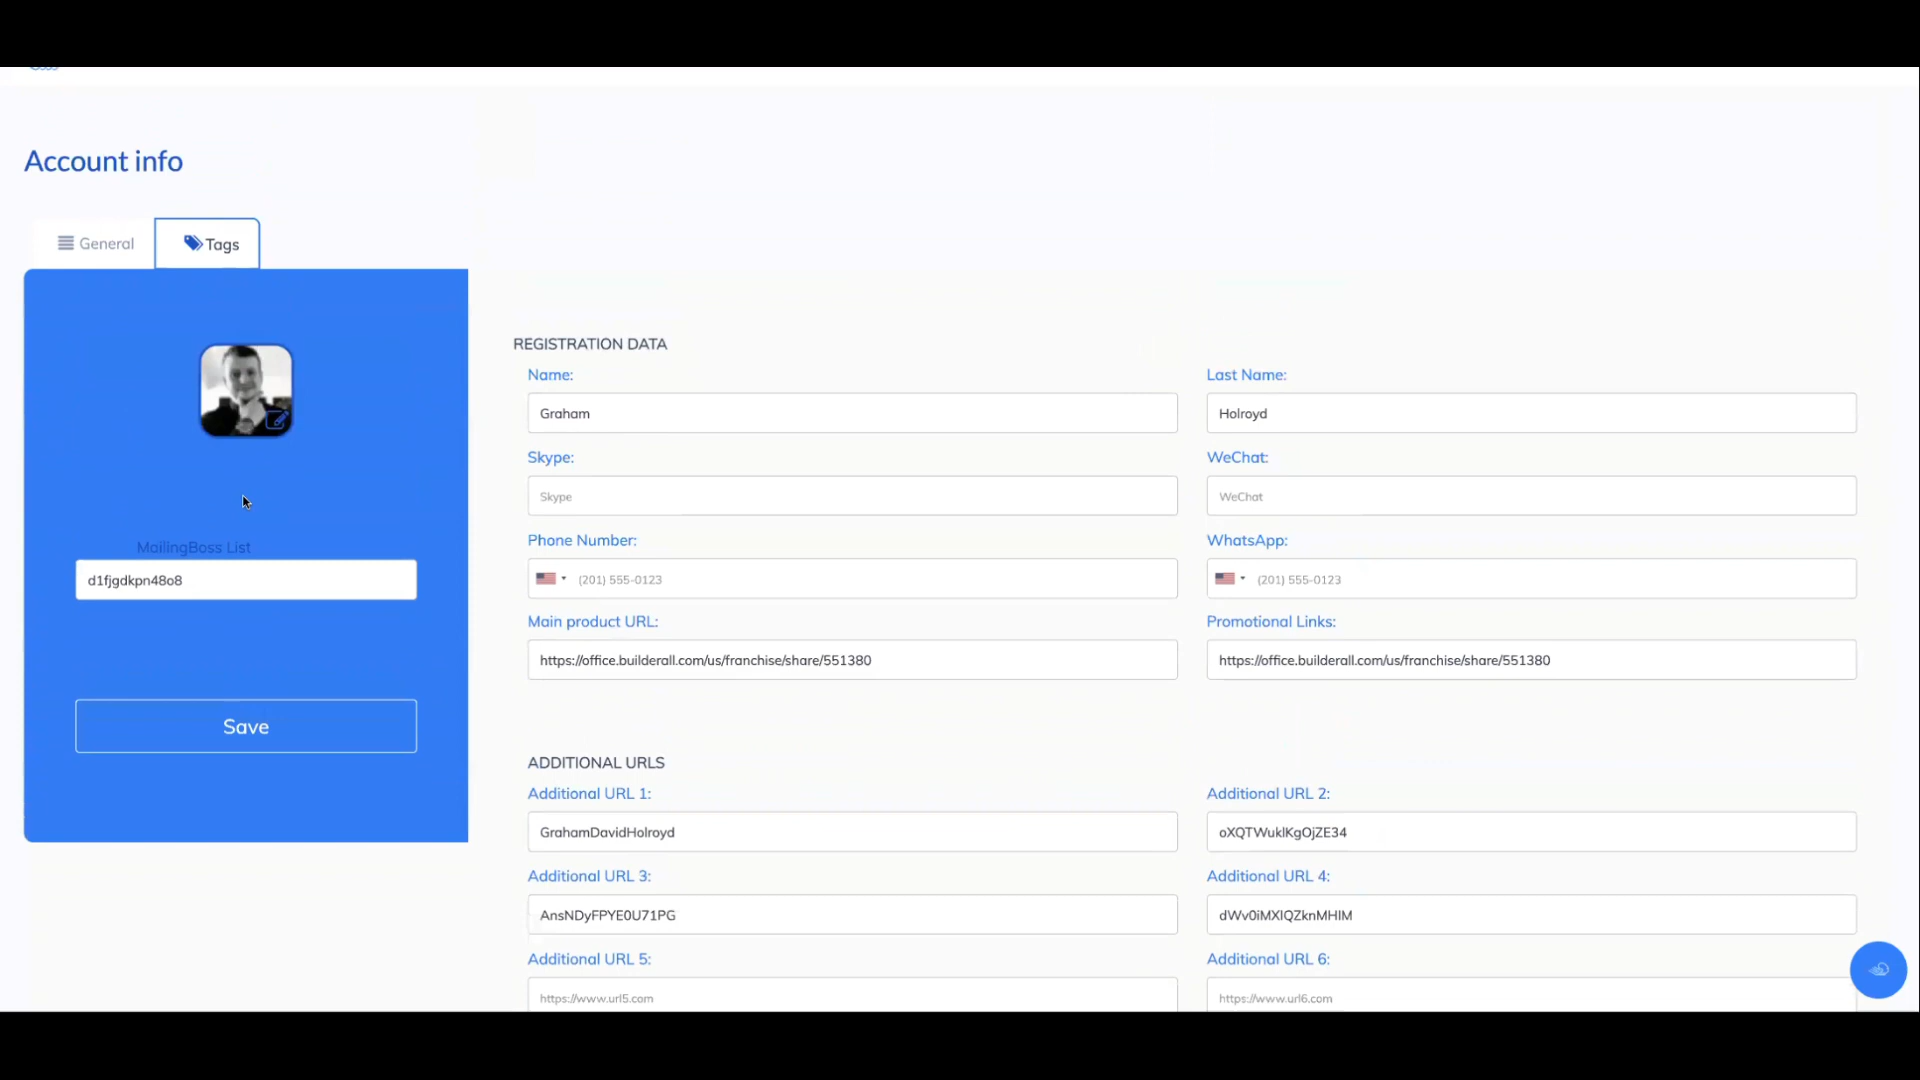 Account info
General
Tags
REGISTRATION DATA
Name:
Last Name:
Graham
Holroyd
Skype:
WeChat:
Skype
WeChat
Phone Number:
WhatsApp:
(201) 555-0123
(201) 555-0123
MailingBoss List
d1fjgdkpn48o8
Main product URL:
Promotional Links:
https://office.builderall.com/us/franchise/share/551380
https://office.builderall.com/us/franchise/share/551380
Save
ADDITIONAL URLS
Additional URL 1:
Additional URL 2:
GrahamDavidHolroyd
oXQTWuklKgOjZE34
Additional URL 3:
Additional URL 4:
AnsNDyFPYE0U71PG
dWv0iMXIQZknMHIM
Additional URL 5:
Additional URL 6:
https://www.url5.com
https://www.url6.com